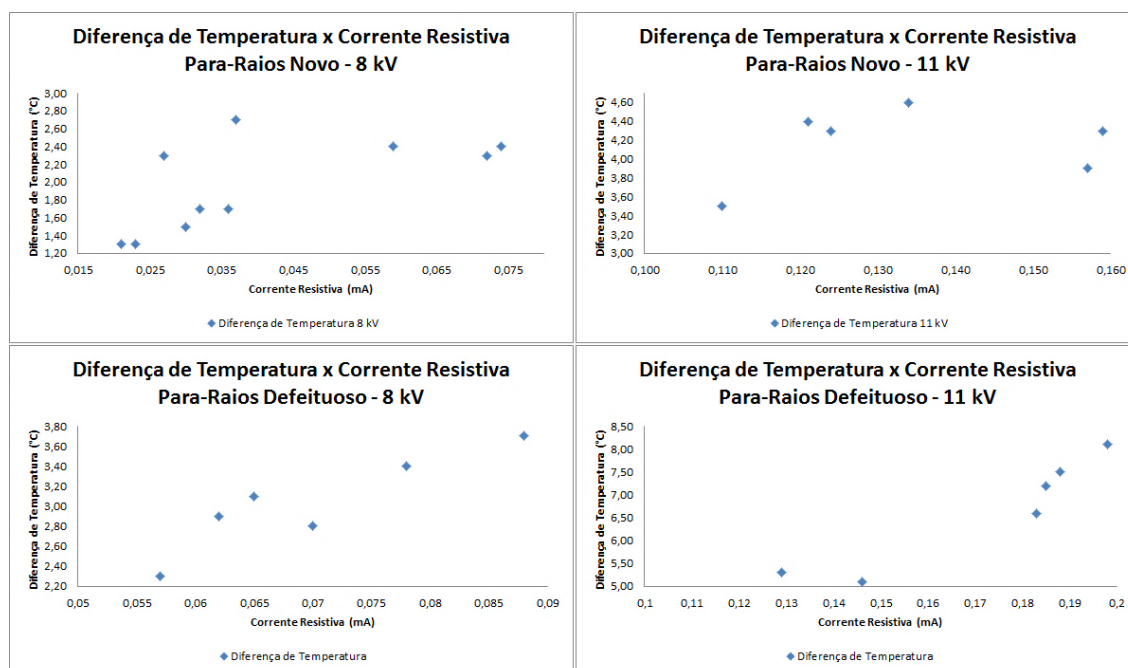 Diferença de Temperatura x Corrente Resistiva
Para-Raios Novo - 8 kV
Diferença de Temperatura (°C)
3,00
2,80
2,60
2,40
2,20
2,00
1,80
1,60
1,40
1,20
0,015 0,025 0,035 0,045 0,055 0,065 0,075
Corrente Resistiva (mA)
Diferença de Temperatura 8 kV
Diferença de Temperatura x Corrente Resistiva
Para-Raios Novo - 11 kV
Diferença de Temperatura (°C)
4,60
4,40
4,20
4,00
3,80
3,60
3,40
3,20
3,00
0,100 0,110 0,120 0,130 0,140 0,150 0,160
Corrente Resistiva (mA)
Diferença de Temperatura 11 kV
Diferença de Temperatura x Corrente Resistiva
Para-Raios Defeituoso - 8 kV
Diferença de Temperatura (°C)
3,80
3,60
3,40
3,20
3,00
2,80
2,60
2,40
2,20
0,05 0,055 0,06 0,065 0,07 0,075 0,08 0,085 0,09
Corrente Resistiva (mA)
Diferença de Temperatura
Diferença de Temperatura x Corrente Resistiva
Para-Raios Defeituoso - 11 kV
Diferença de Temperatura (°C)
8,50
8,00
7,50
7,00
6,50
6,00
5,50
5,00
0,1 0,11 0,12 0,13 0,14 0,15 0,16 0,17 0,18 0,19 0,2
Corrente Resistiva (mA)
Diferença de Temperatura